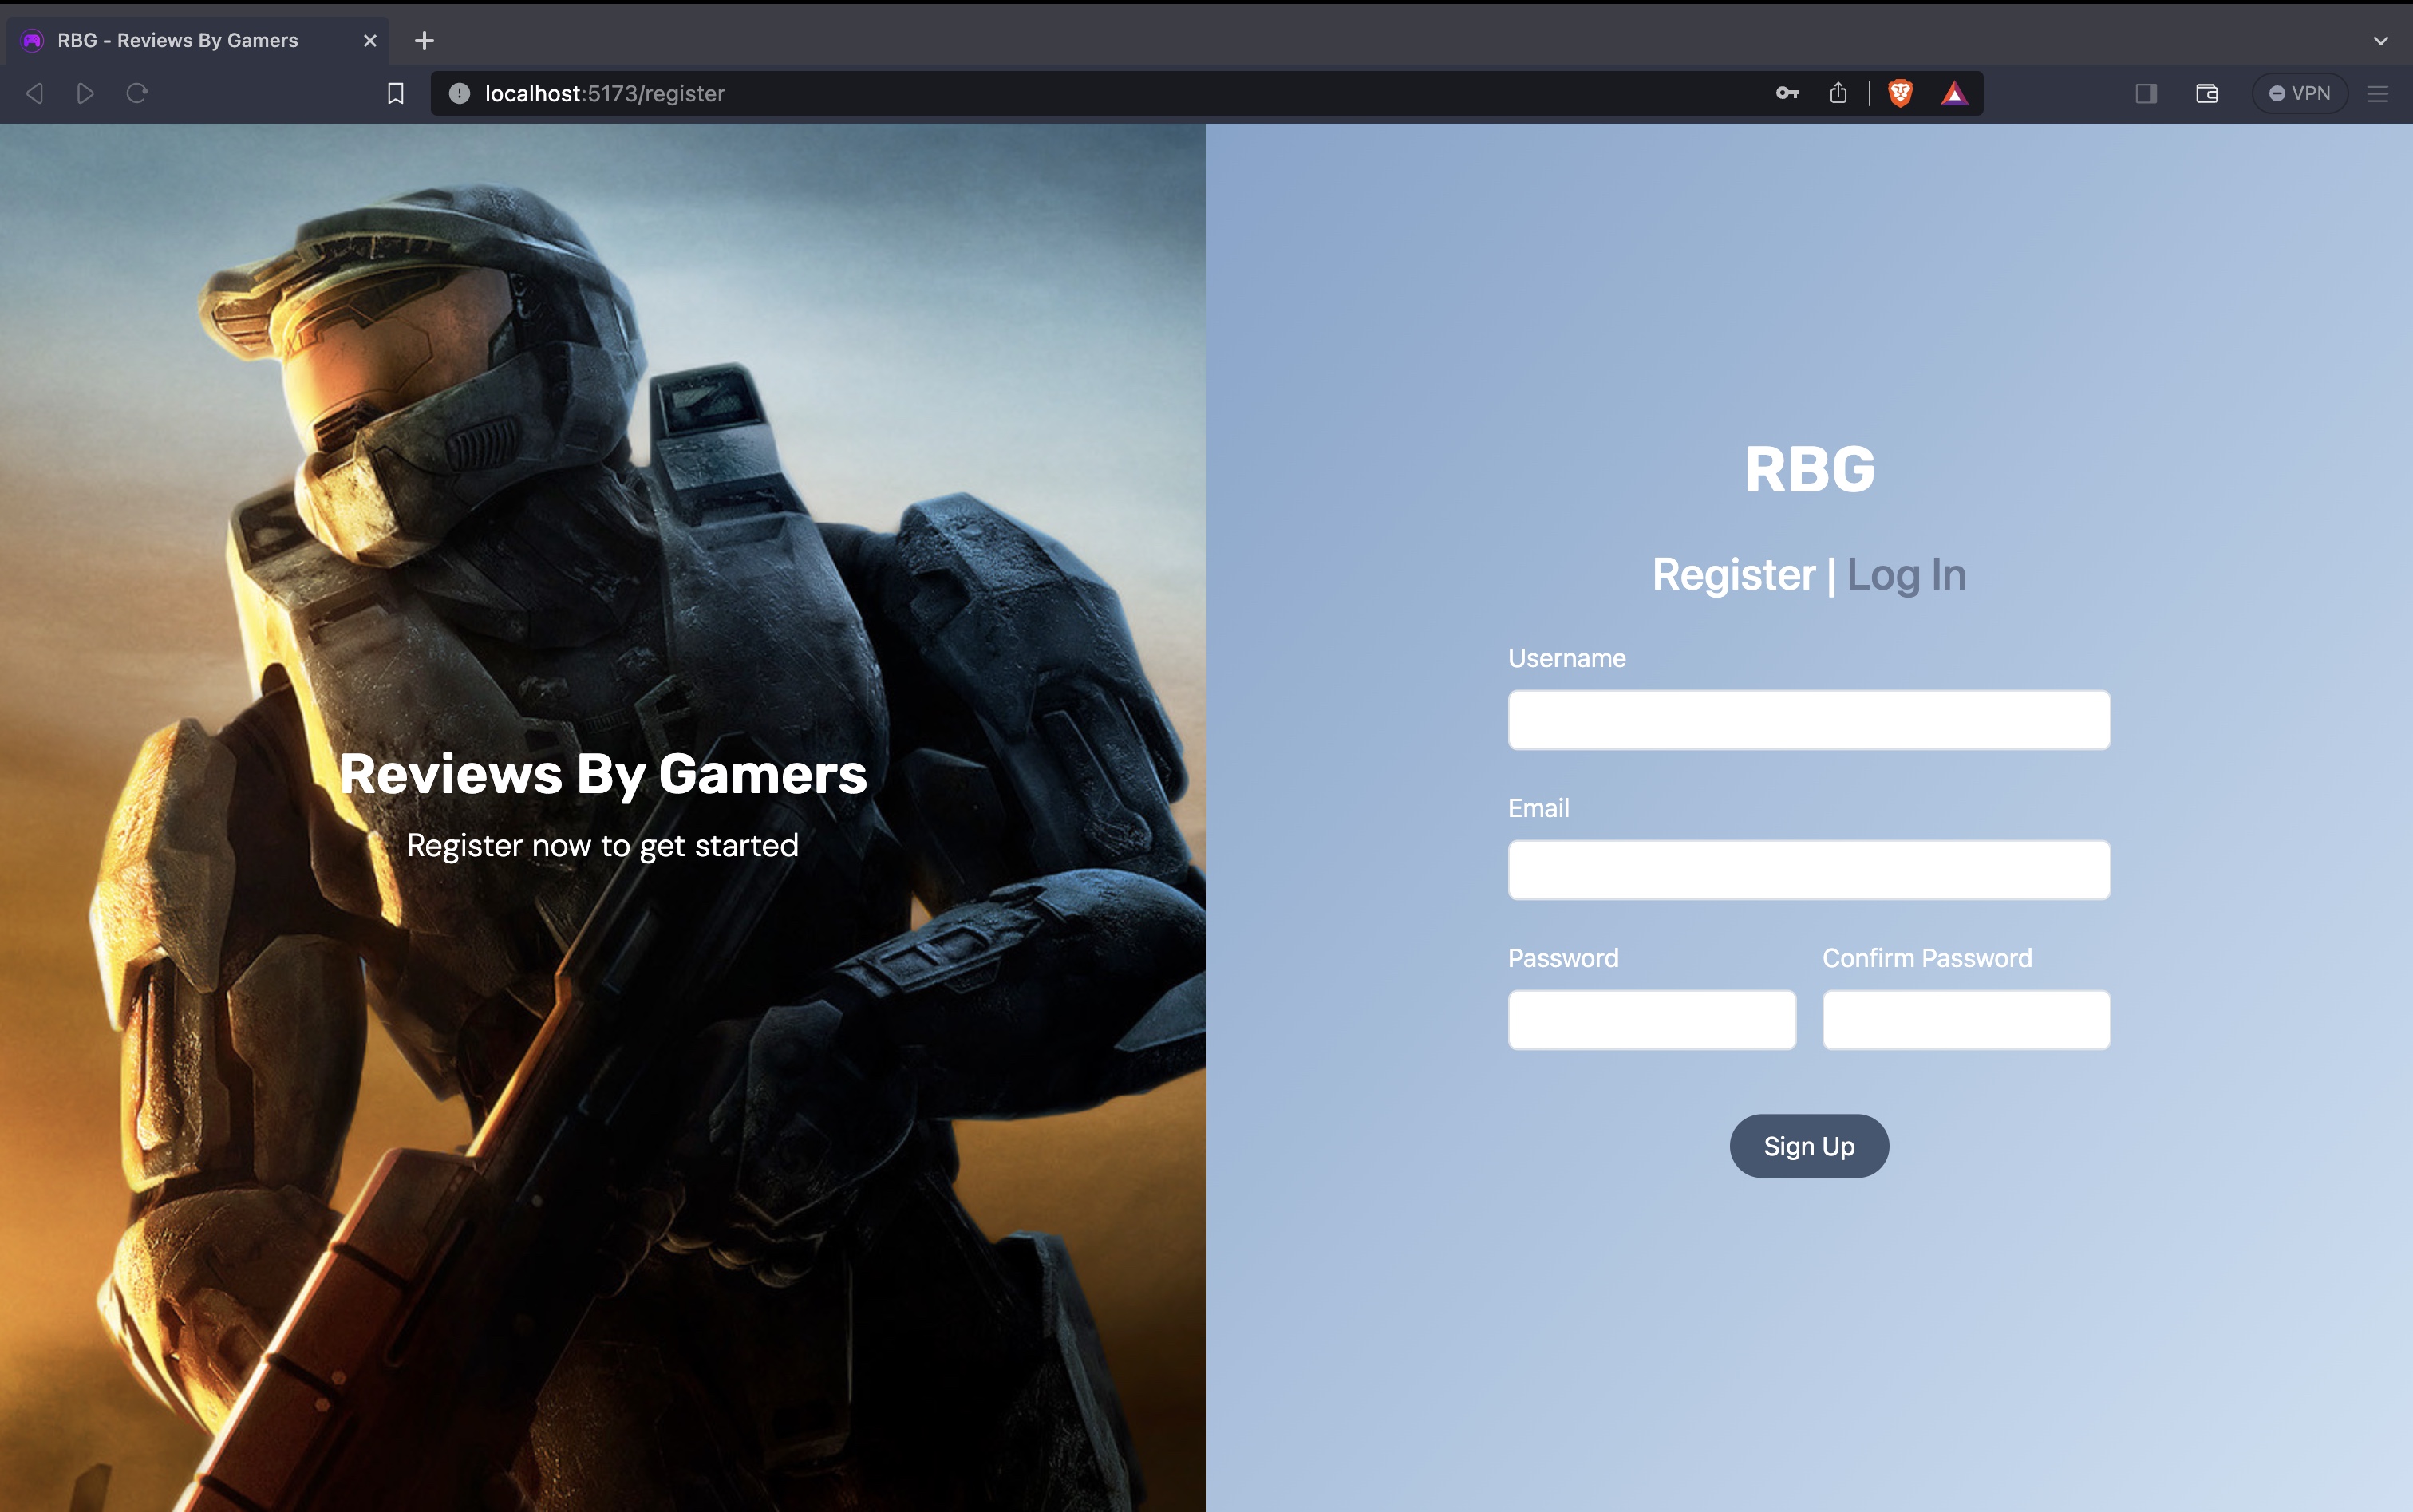 RBG - Reviews By Gamers
localhost:5173/register
VPN
Reviews By Gamers
Register now to get started
RBG
Register | Log In
Username
Email
Password Confirm Password
Sign Up